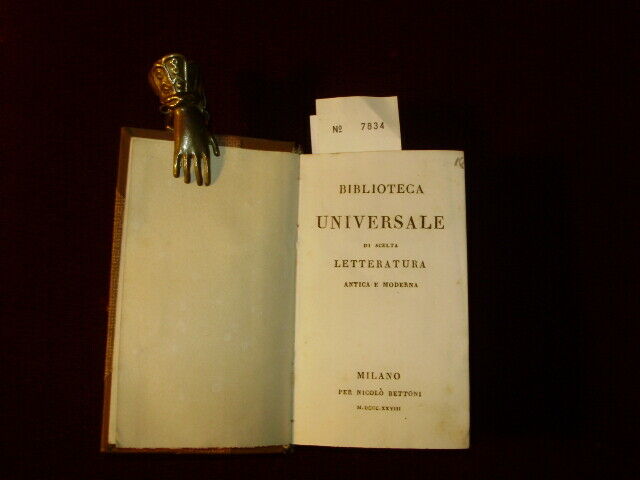 Nº 7834
BIBLIOTECA
UNIVERSALE
DI SCELTA
LETTERATURA
ANTICA E MODERNA
MILANO
PER NICOLÒ BETTONI
M.DCCC.XXVIII